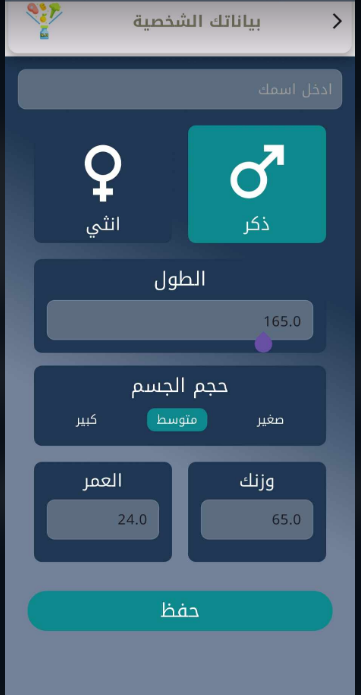 بياناتك الشخصية
ادخل اسمك
ذكر
انثي
الطول
165.0
حجم الجسم
صغير
متوسط
كبير
وزنك
العمر
65.0
24.0
حفظ